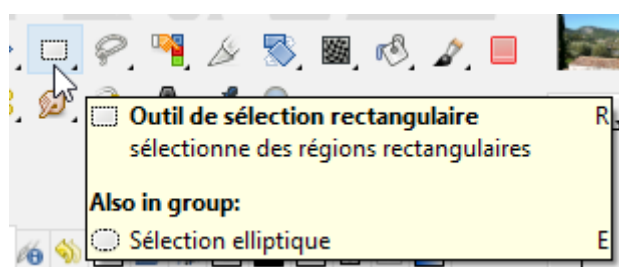 Outil de sélection rectangulaire R
sélectionne des régions rectangulaires
Also in group:
Sélection elliptique E